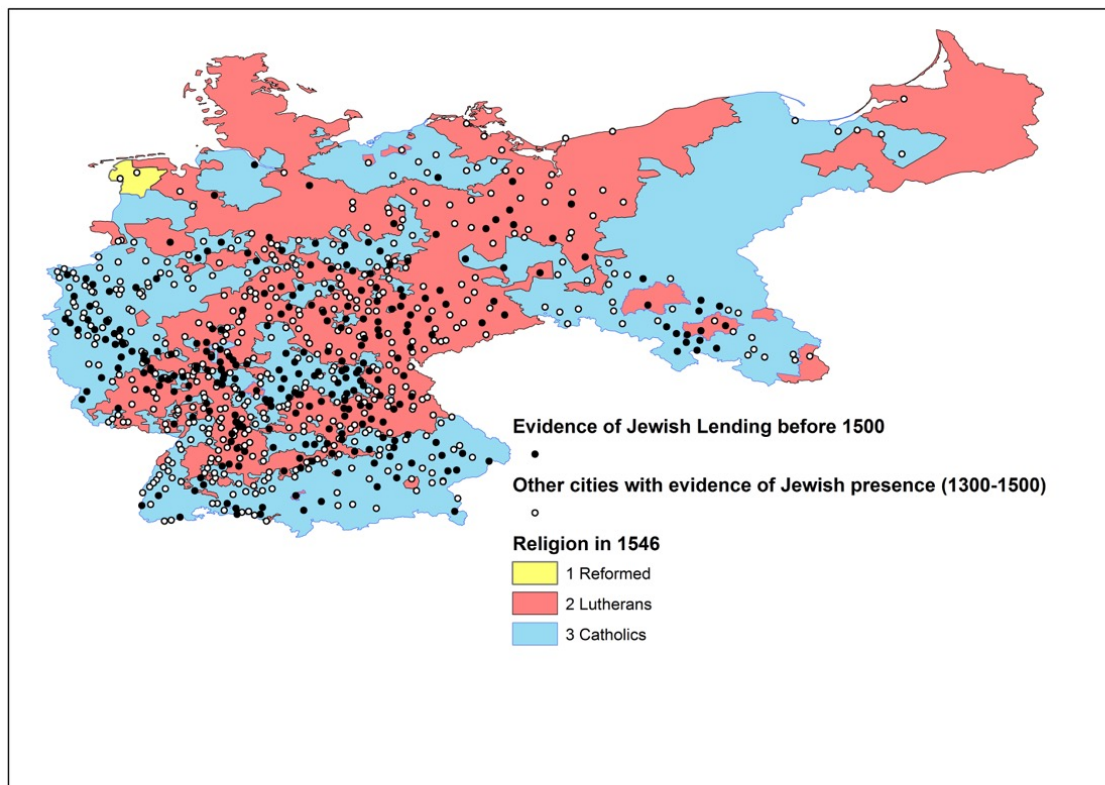 Evidence of Jewish Lending before 1500
Other cities with evidence of Jewish presence (1300-1500)
Religion in 1546
1 Reformed
2 Lutherans
3 Catholics